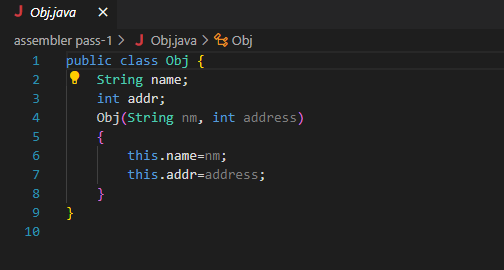 J Obj.java ×
assembler pass-1 > J Obj.java > Obj
1 public class Obj {
2 String name;
3 int addr;
4 Obj(String nm, int address)
5 {
6 this.name=nm;
7 this.addr=address;
8 }
9 }
10